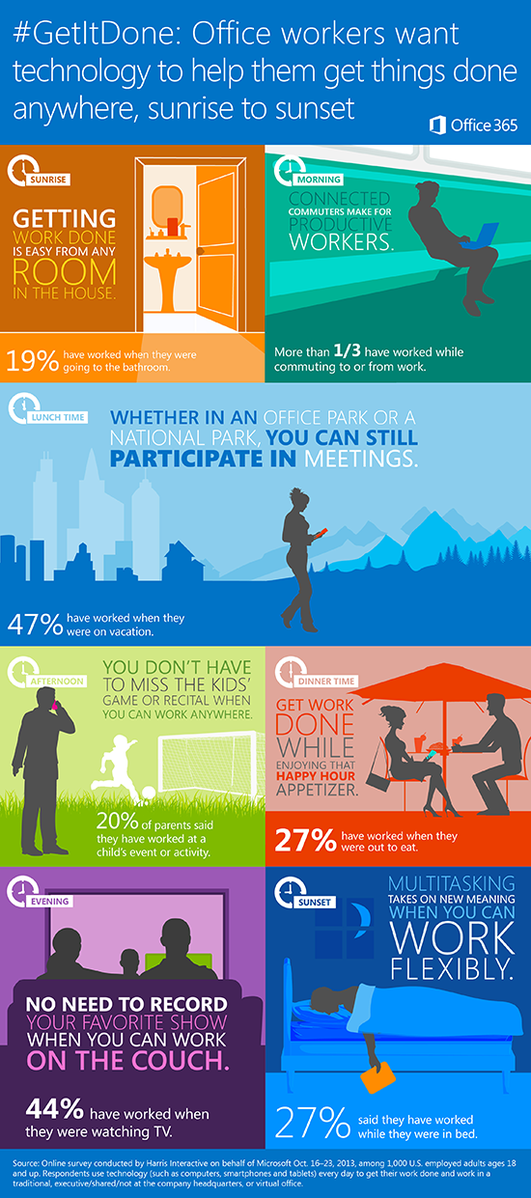 #GetItDone: Office workers want
technology to help them get things done
anywhere, sunrise to sunset
Office 365
SUNRISE
GETTING
WORK DONE
IS EASY FROM ANY
ROOM
IN THE HOUSE.
19% have worked when they were
going to the bathroom.
MORNING
CONNECTED
COMMUTERS MAKE FOR
PRODUCTIVE
WORKERS.
More than 1/3 have worked while
commuting to or from work.
LUNCH TIME
WHETHER IN AN OFFICE PARK OR A
NATIONAL PARK, YOU CAN STILL
PARTICIPATE IN MEETINGS.
47% have worked when they
were on vacation.
AFTERNOON
YOU DON'T HAVE
TO MISS THE KIDS'
GAME OR RECITAL WHEN
YOU CAN WORK ANYWHERE.
20% of parents said
they have worked at a
child's event or activity.
DINNER TIME
GET WORK
DONE
WHILE
ENJOYING THAT
HAPPY HOUR
APPETIZER.
27% have worked when they
were out to eat.
EVENING
NO NEED TO RECORD
YOUR FAVORITE SHOW
WHEN YOU CAN WORK
ON THE COUCH.
44% have worked when
they were watching TV.
SUNSET
MULTITASKING
TAKES ON NEW MEANING
WHEN YOU CAN
WORK
FLEXIBLY.
27% said they have worked
while they were in bed.
Source: Online survey conducted by Harris Interactive on behalf of Microsoft Oct. 16–23, 2013, among 1,000 U.S. employed adults ages 18
and up. Respondents use technology (such as computers, smartphones and tablets) every day to get their work done and work in a
traditional, executive/shared/not at the company headquarters, or virtual office.